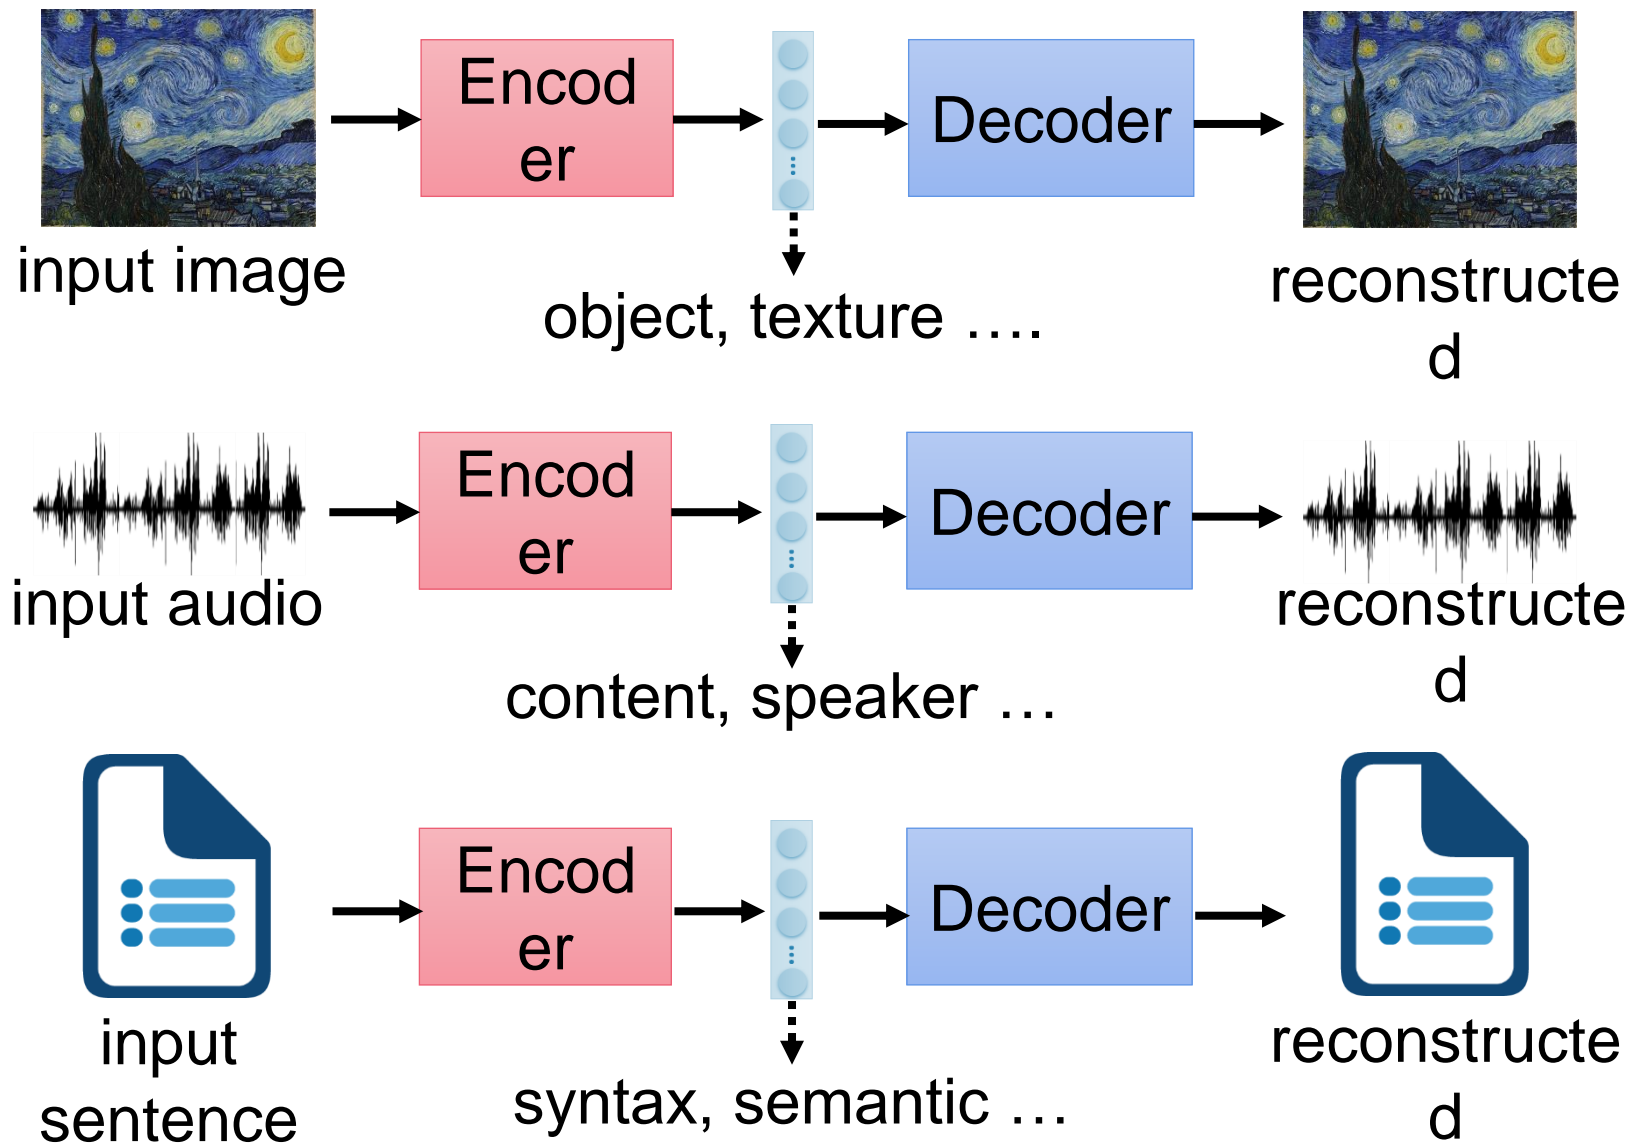 Encod
er
Decoder
input image
object, texture ….
reconstructe
d
Encod
er
Decoder
input audio
content, speaker …
reconstructe
d
Encod
er
Decoder
input
sentence
syntax, semantic …
reconstructe
d